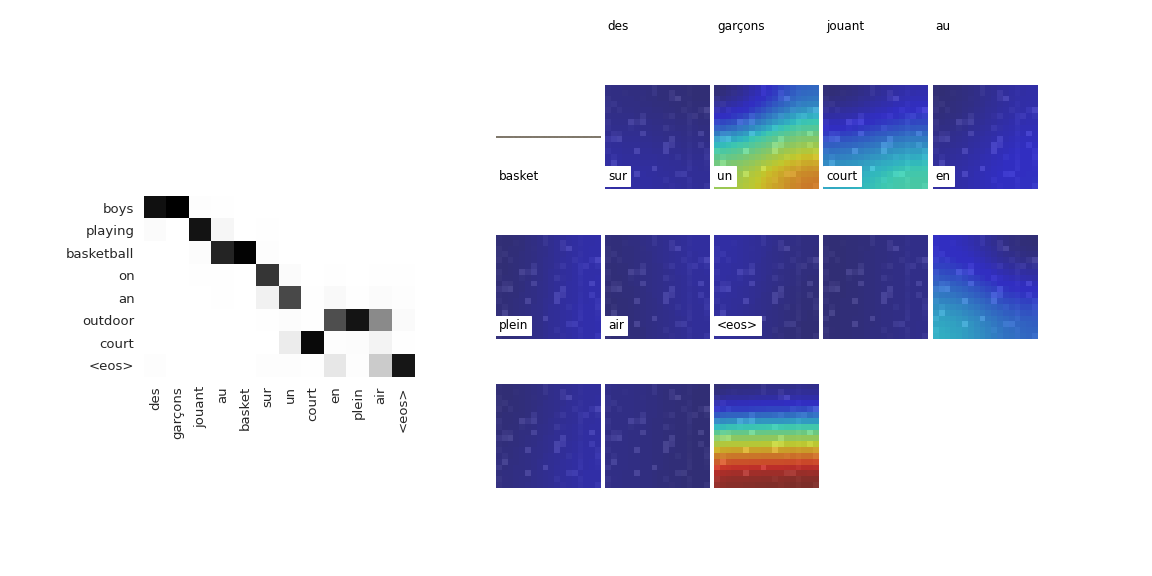 des garçons jouant au
basket sur un court en
plein air <eos>
boys
playing
basketball
on
an
outdoor
court
<eos>
des garçons jouant au basket sur un court en plein air <eos>